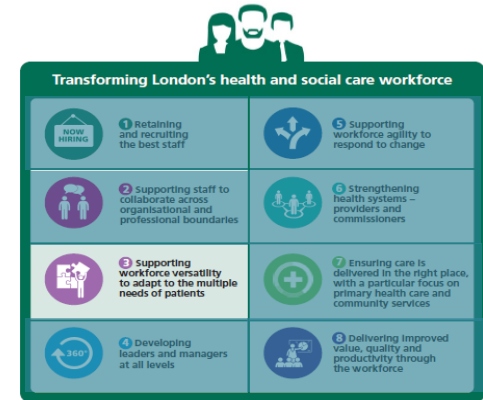 Transforming London's health and social care workforce
NOW
HIRING
1 Retaining
and recruiting
the best staff
2 Supporting staff to
collaborate across
organisational and
professional boundaries
3 Supporting
workforce versatility
to adapt to the multiple
needs of patients
360°
4 Developing
leaders and managers
at all levels
5 Supporting
workforce agility to
respond to change
6 Strengthening
health systems –
providers and
commissioners
7 Ensuring care is
delivered in the right place,
with a particular focus on
primary health care and
community services
8 Delivering improved
value, quality and
productivity through
the workforce